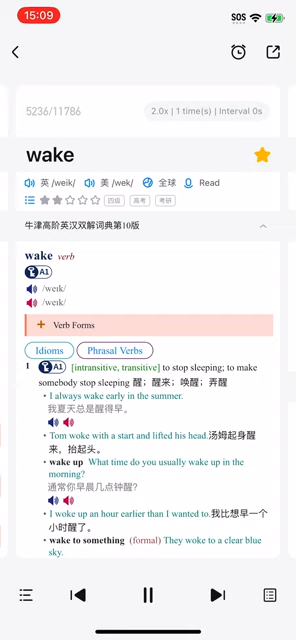 15:09
SOS
5236/11786
2.0x | 1 time(s) | Interval 0s
wake
英 /weik/ 美 /wek/ 全球 Read
四级 高考 考研
牛津高阶英汉双解词典第10版
wake verb
A1
/weɪk/
/weɪk/
+ Verb Forms
Idioms Phrasal Verbs
1 A1 [intransitive, transitive] to stop sleeping; to make
somebody stop sleeping 醒；醒来；唤醒；弄醒
• I always wake early in the summer.
我夏天总是醒得早。
• Tom woke with a start and lifted his head.汤姆起身醒
来，抬起头。
• wake up What time do you usually wake up in the
morning?
通常你早晨几点钟醒?
• I woke up an hour earlier than I wanted to.我比想早一个
小时醒了。
• wake to something (formal) They woke to a clear blue
sky.